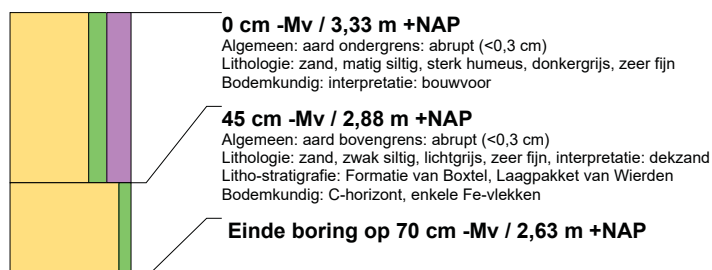 0 cm -Mv / 3,33 m +NAP
Algemeen: aard ondergrens: abrupt (<0,3 cm)
Lithologie: zand, matig siltig, sterk humeus, donkergrijs, zeer fijn
Bodemkundig: interpretatie: bouwvoor
45 cm -Mv / 2,88 m +NAP
Algemeen: aard bovengrens: abrupt (<0,3 cm)
Lithologie: zand, zwak siltig, lichtgrijs, zeer fijn, interpretatie: dekzand
Litho-stratigrafie: Formatie van Boxtel, Laagpakket van Wierden
Bodemkundig: C-horizont, enkele Fe-vlekken
Einde boring op 70 cm -Mv / 2,63 m +NAP